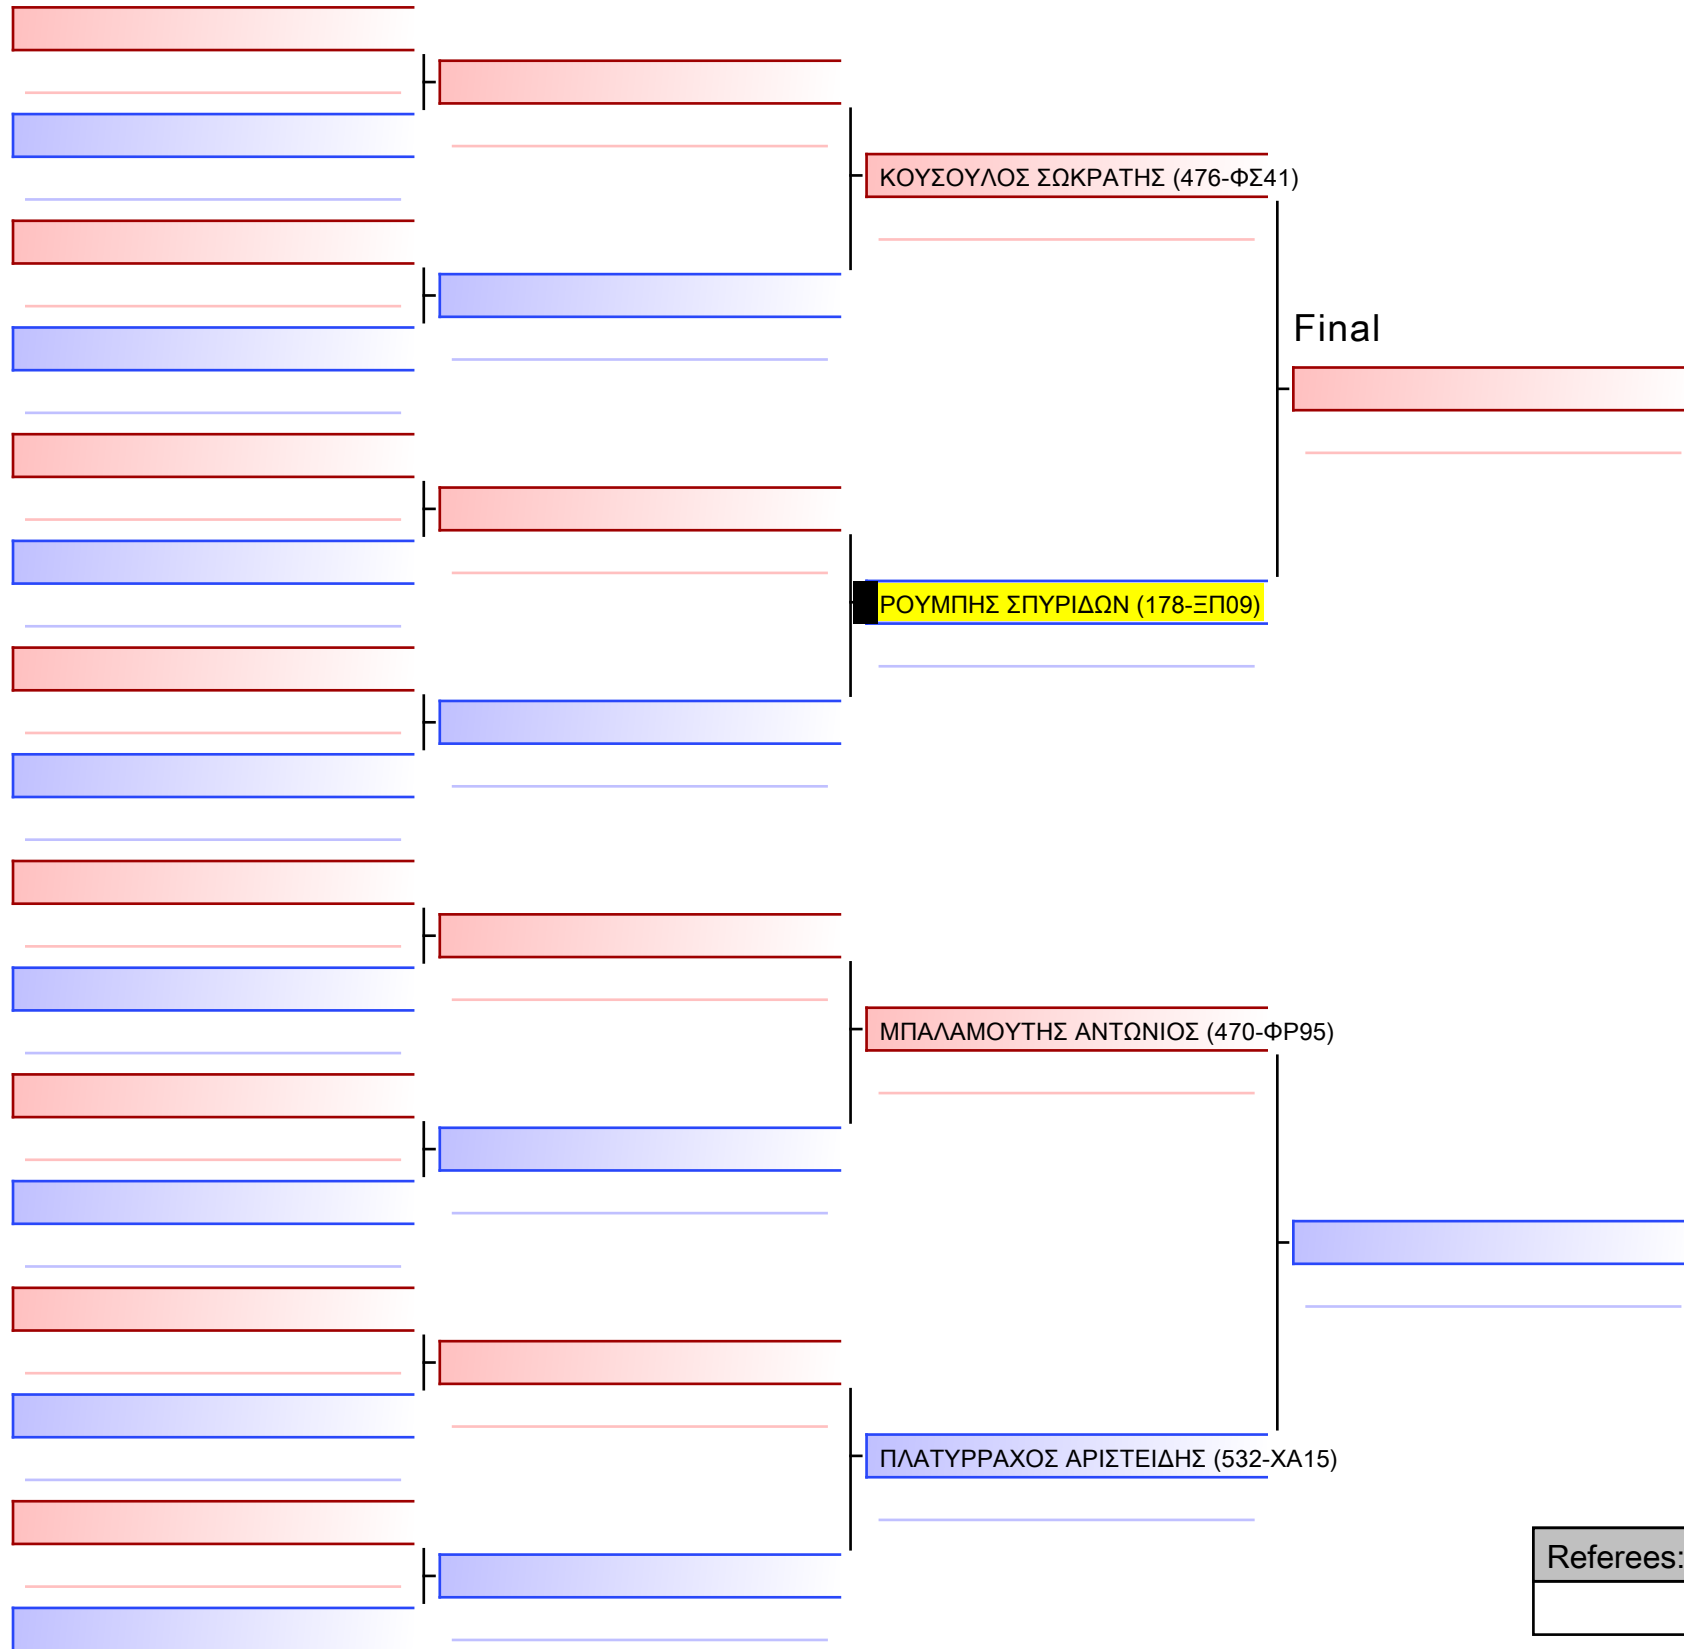 ΚΟΥΣΟΥΛΟΣ ΣΩΚΡΑΤΗΣ (476-ΦΣ41)
Final
ΡΟΥΜΠΗΣ ΣΠΥΡΙΔΩΝ (178-ΞΠ09)
ΜΠΑΛΑΜΟΥΤΗΣ ΑΝΤΩΝΙΟΣ (470-ΦΡ95)
ΠΛΑΤΥΡΡΑΧΟΣ ΑΡΙΣΤΕΙΔΗΣ (532-ΧΑ15)
Referees: